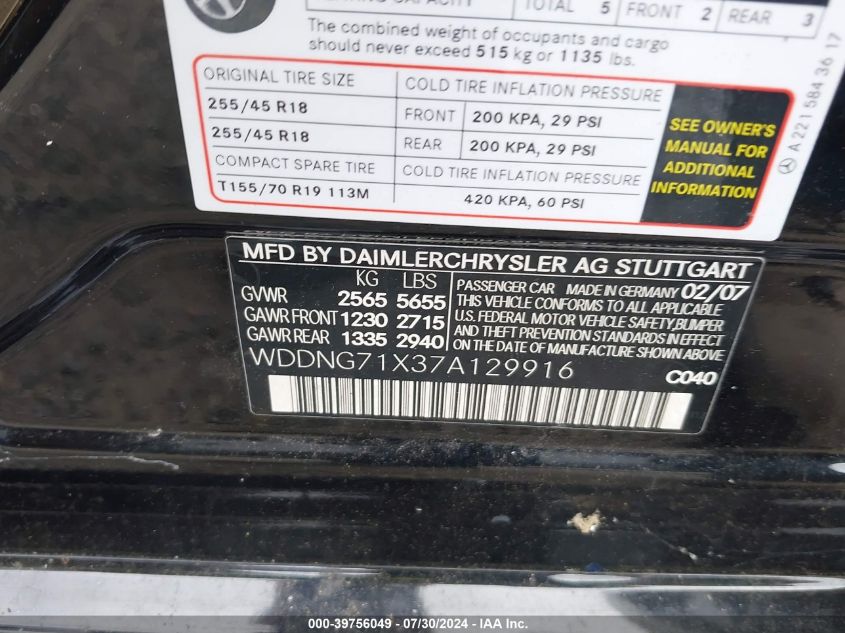 TOTAL 5 FRONT 2 REAR 3
The combined weight of occupants and cargo
should never exceed 515 kg or 1135 lbs.
ORIGINAL TIRE SIZE COLD TIRE INFLATION PRESSURE
255/45 R18 FRONT 200 KPA, 29 PSI
255/45 R18 REAR 200 KPA, 29 PSI
COMPACT SPARE TIRE COLD TIRE INFLATION PRESSURE
T155/70 R19 113M 420 KPA, 60 PSI
SEE OWNER'S
MANUAL FOR
ADDITIONAL
INFORMATION
A 221 584 36 17
MFD BY DAIMLERCHRYSLER AG STUTTGART
KG LBS
GVWR 2565 5655
GAWR FRONT 1230 2715
GAWR REAR 1335 2940
PASSENGER CAR MADE IN GERMANY 02/07
THIS VEHICLE CONFORMS TO ALL APPLICABLE
U.S. FEDERAL MOTOR VEHICLE SAFETY,BUMPER
AND THEFT PREVENTION STANDARDS IN EFFECT
ON THE DATE OF MANUFACTURE SHOWN ABOVE
WDDNG71X37A129916
C040
000-39756049 - 07/30/2024 - IAA Inc.